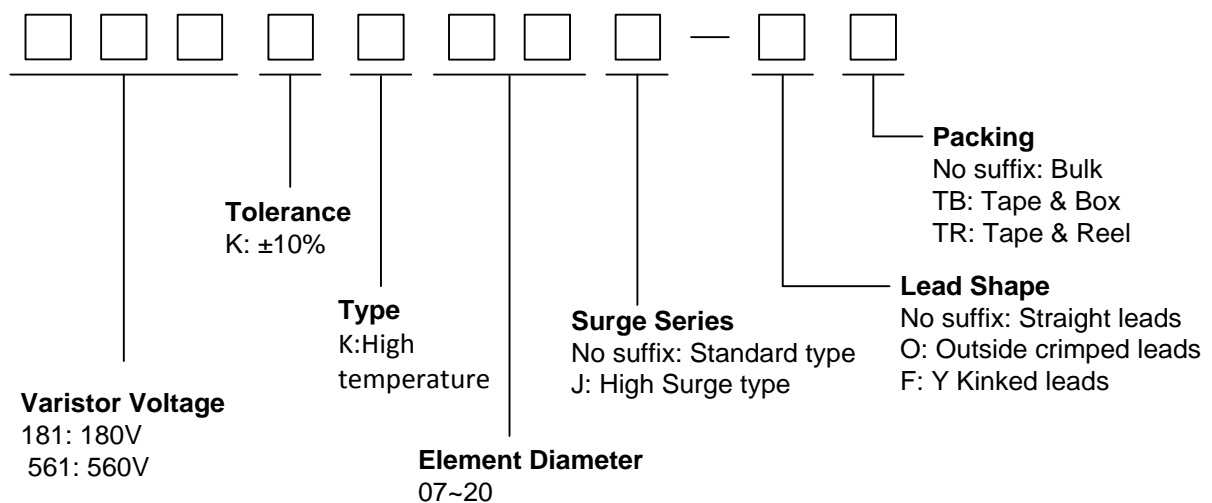 Packing
No suffix: Bulk
TB: Tape & Box
TR: Tape & Reel
Tolerance
K: ±10%
Lead Shape
No suffix: Straight leads
O: Outside crimped leads
F: Y Kinked leads
Type
K:High
temperature
Surge Series
No suffix: Standard type
J: High Surge type
Varistor Voltage
181: 180V
561: 560V
Element Diameter
07~20